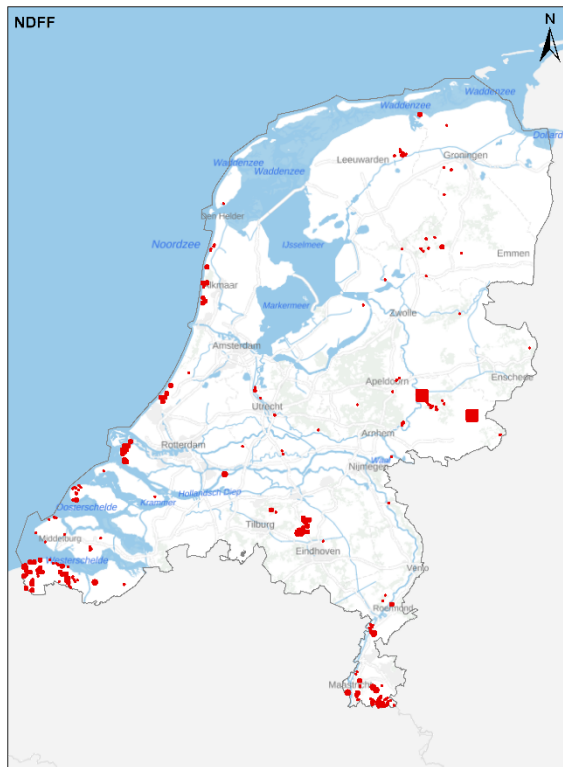 NDFF
N
Waddenzee
Waddenzee
Dollard
Leeuwarden
Groningen
Waddenzee
Waddenzee
Den Helder
Noordzee
IJsselmeer
Emmen
Alkmaar
Markermeer
Zwolle
Amsterdam
Apeldoorn
Enschede
Utrecht
Arnhem
Rotterdam
Waal
Nijmegen
Hollandsch Diep
Krammer
Oosterschelde
Tilburg
Middelburg
Eindhoven
Westerschelde
Venlo
Roermond
Maastricht